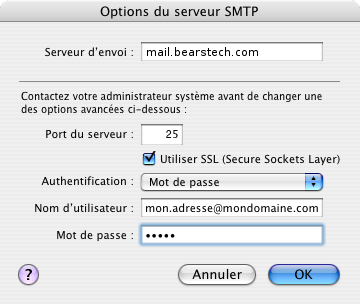 Options du serveur SMTP
Serveur d'envoi : mail.bearstech.com
Contactez votre administrateur système avant de changer une
des options avancées ci-dessous :
Port du serveur : 25
Utiliser SSL (Secure Sockets Layer)
Authentification : Mot de passe
Nom d'utilisateur : mon.adresse@mondomaine.com
Mot de passe : •••••
? Annuler OK